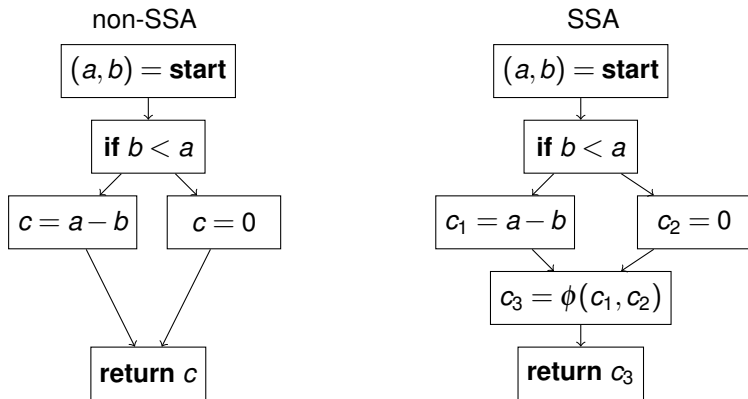 non-SSA
(a, b) = start
if b < a
c = a − b
c = 0
return c
SSA
(a, b) = start
if b < a
c₁ = a − b
c₂ = 0
c₃ = ϕ(c₁, c₂)
return c₃